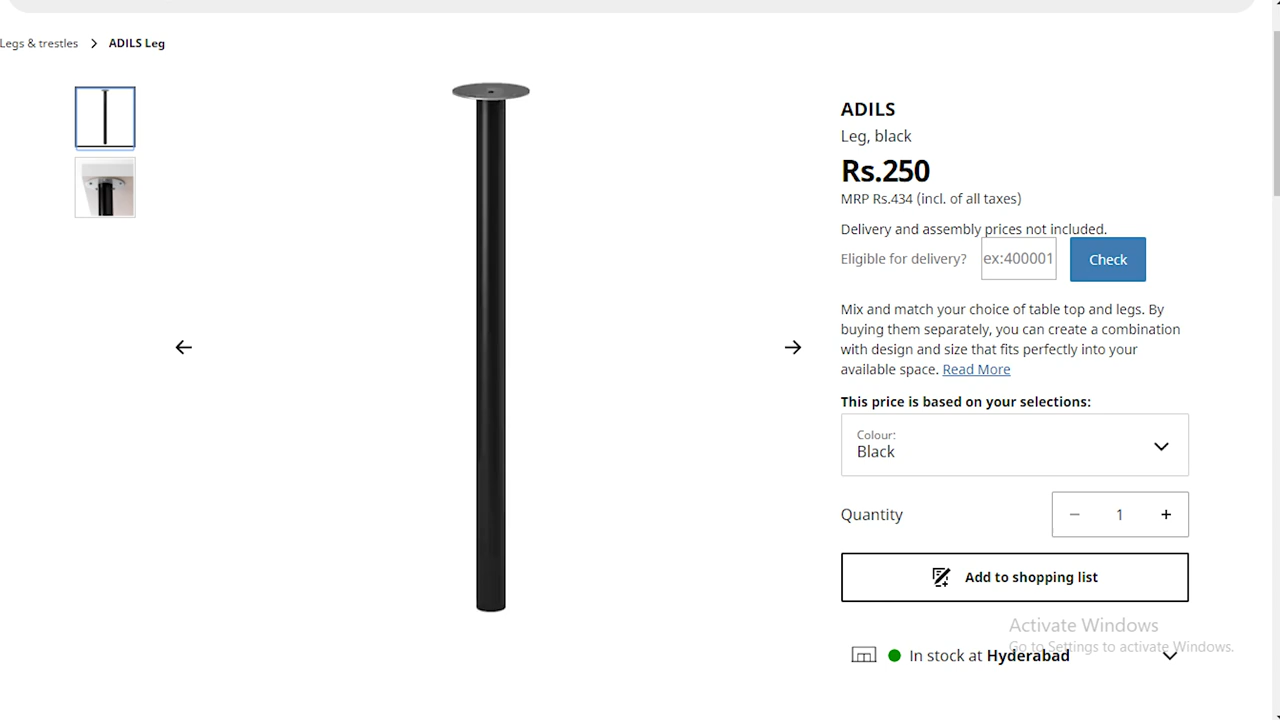 Legs & trestles > ADILS Leg
ADILS
Leg, black
Rs.250
MRP Rs.434 (incl. of all taxes)
Delivery and assembly prices not included.
Eligible for delivery? ex:400001 Check
Mix and match your choice of table top and legs. By
buying them separately, you can create a combination
with design and size that fits perfectly into your
available space. Read More
This price is based on your selections:
Colour:
Black
Quantity − 1 +
Add to shopping list
Activate Windows
Go to Settings to activate Windows.
In stock at Hyderabad